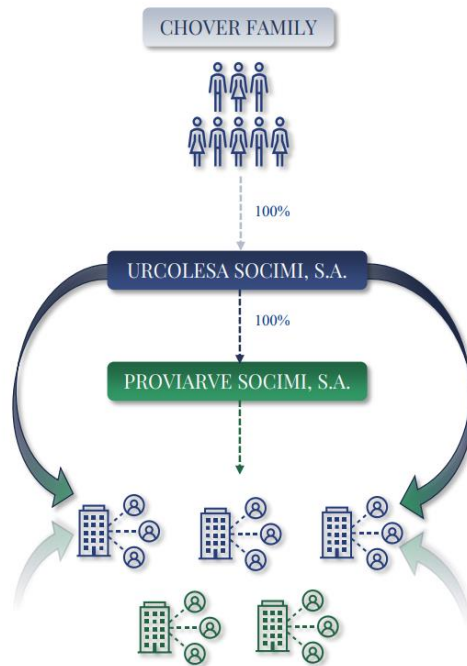 CHOVER FAMILY
100%
URCOLESA SOCIMI, S.A.
100%
PROVIARVE SOCIMI, S.A.